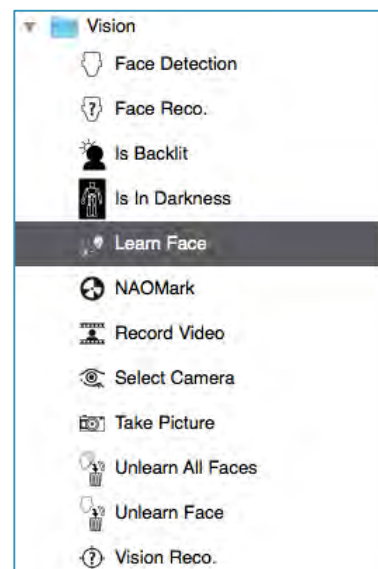 Vision
Face Detection
Face Reco.
Is Backlit
Is In Darkness
Learn Face
NAOMark
Record Video
Select Camera
Take Picture
Unlearn All Faces
Unlearn Face
Vision Reco.